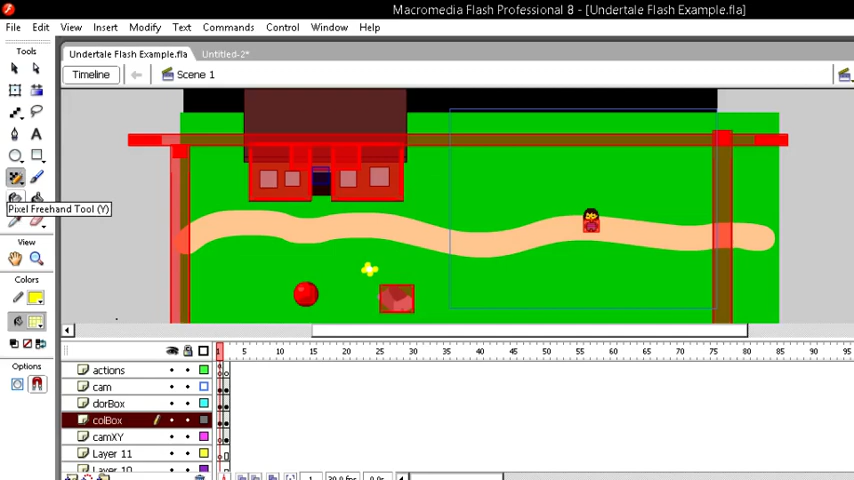 Macromedia Flash Professional 8 - [Undertale Flash Example.fla]
File Edit View Insert Modify Text Commands Control Window Help
Tools
Undertale Flash Example.fla Untitled-2*
Timeline Scene 1
A
Pixel Freehand Tool (Y)
View
Colors
Options
1 5 10 15 20 25 30 35 40 45 50 55 60 65 70 75 80 85 90 95
actions
cam
dorBox
colBox
camXY
Layer 11
Layer 10
1 30.0 fps 0.0s